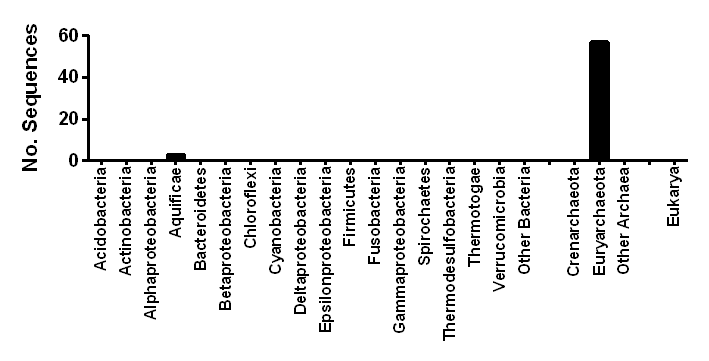 No. Sequences
60
40
20
0
Acidobacteria
Actinobacteria
Alphaproteobacteria
Aquificae
Bacteroidetes
Betaproteobacteria
Chloroflexi
Cyanobacteria
Deltaproteobacteria
Epsilonproteobacteria
Firmicutes
Fusobacteria
Gammaproteobacteria
Spirochaetes
Thermodesulfobacteria
Thermotogae
Verrucomicrobia
Other Bacteria
Crenarchaeota
Euryarchaeota
Other Archaea
Eukarya